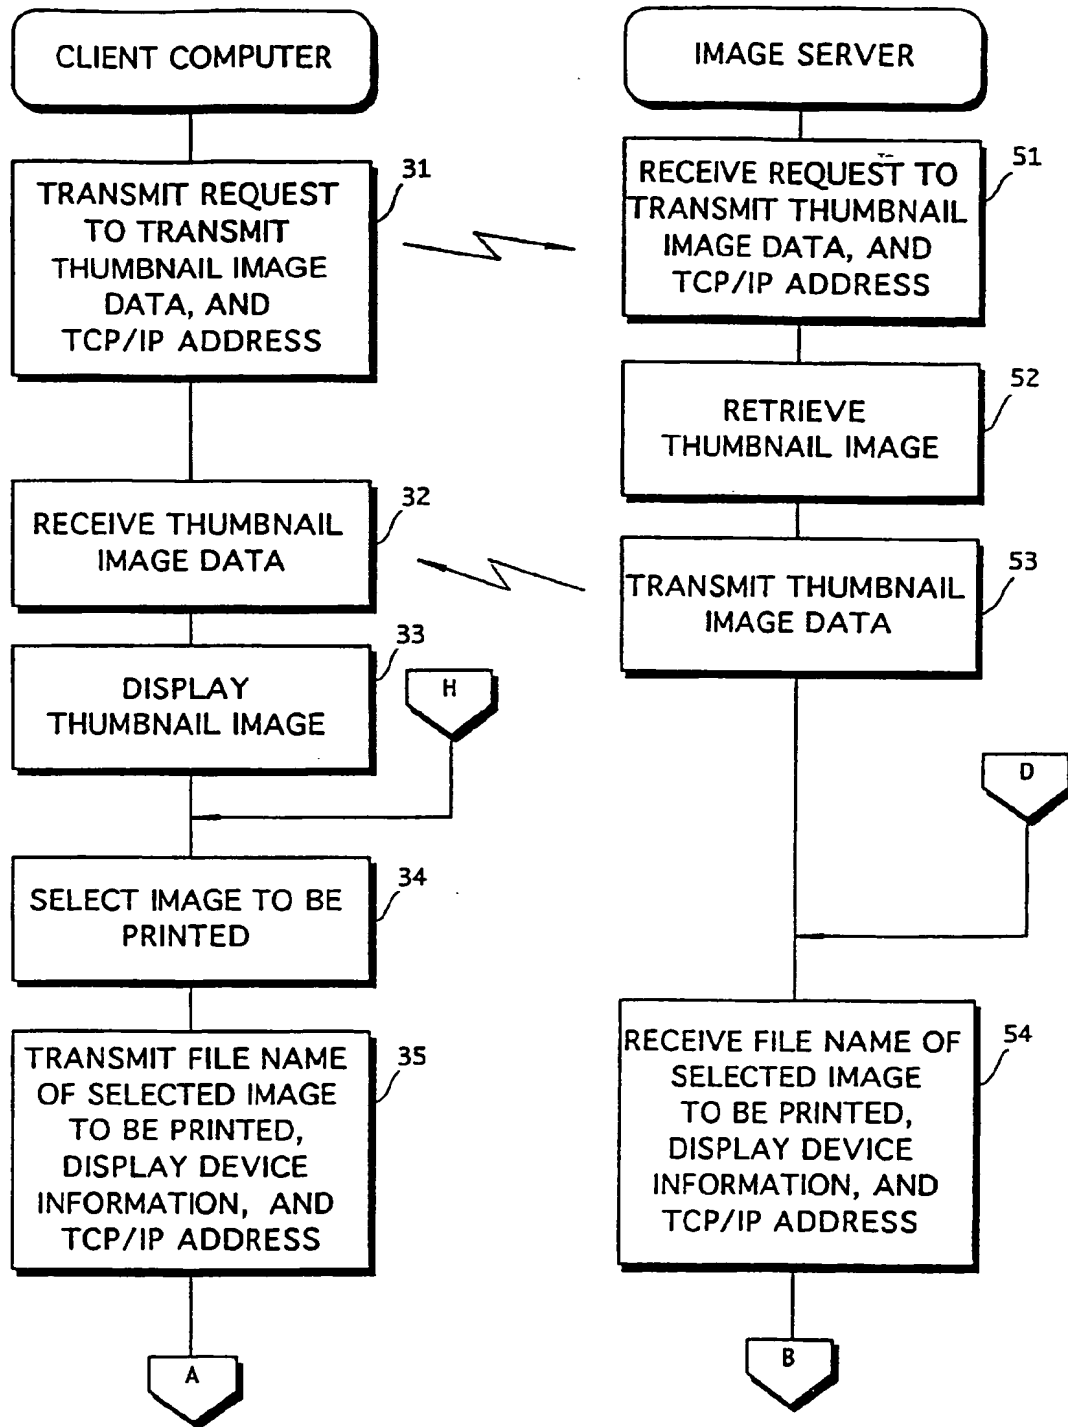 CLIENT COMPUTER
31
TRANSMIT REQUEST
TO TRANSMIT
THUMBNAIL IMAGE
DATA, AND
TCP/IP ADDRESS
32
RECEIVE THUMBNAIL
IMAGE DATA
33
DISPLAY
THUMBNAIL IMAGE
H
34
SELECT IMAGE TO BE
PRINTED
35
TRANSMIT FILE NAME
OF SELECTED IMAGE
TO BE PRINTED,
DISPLAY DEVICE
INFORMATION, AND
TCP/IP ADDRESS
A
IMAGE SERVER
51
RECEIVE REQUEST TO
TRANSMIT THUMBNAIL
IMAGE DATA, AND
TCP/IP ADDRESS
52
RETRIEVE
THUMBNAIL IMAGE
53
TRANSMIT THUMBNAIL
IMAGE DATA
D
54
RECEIVE FILE NAME OF
SELECTED IMAGE
TO BE PRINTED,
DISPLAY DEVICE
INFORMATION, AND
TCP/IP ADDRESS
B